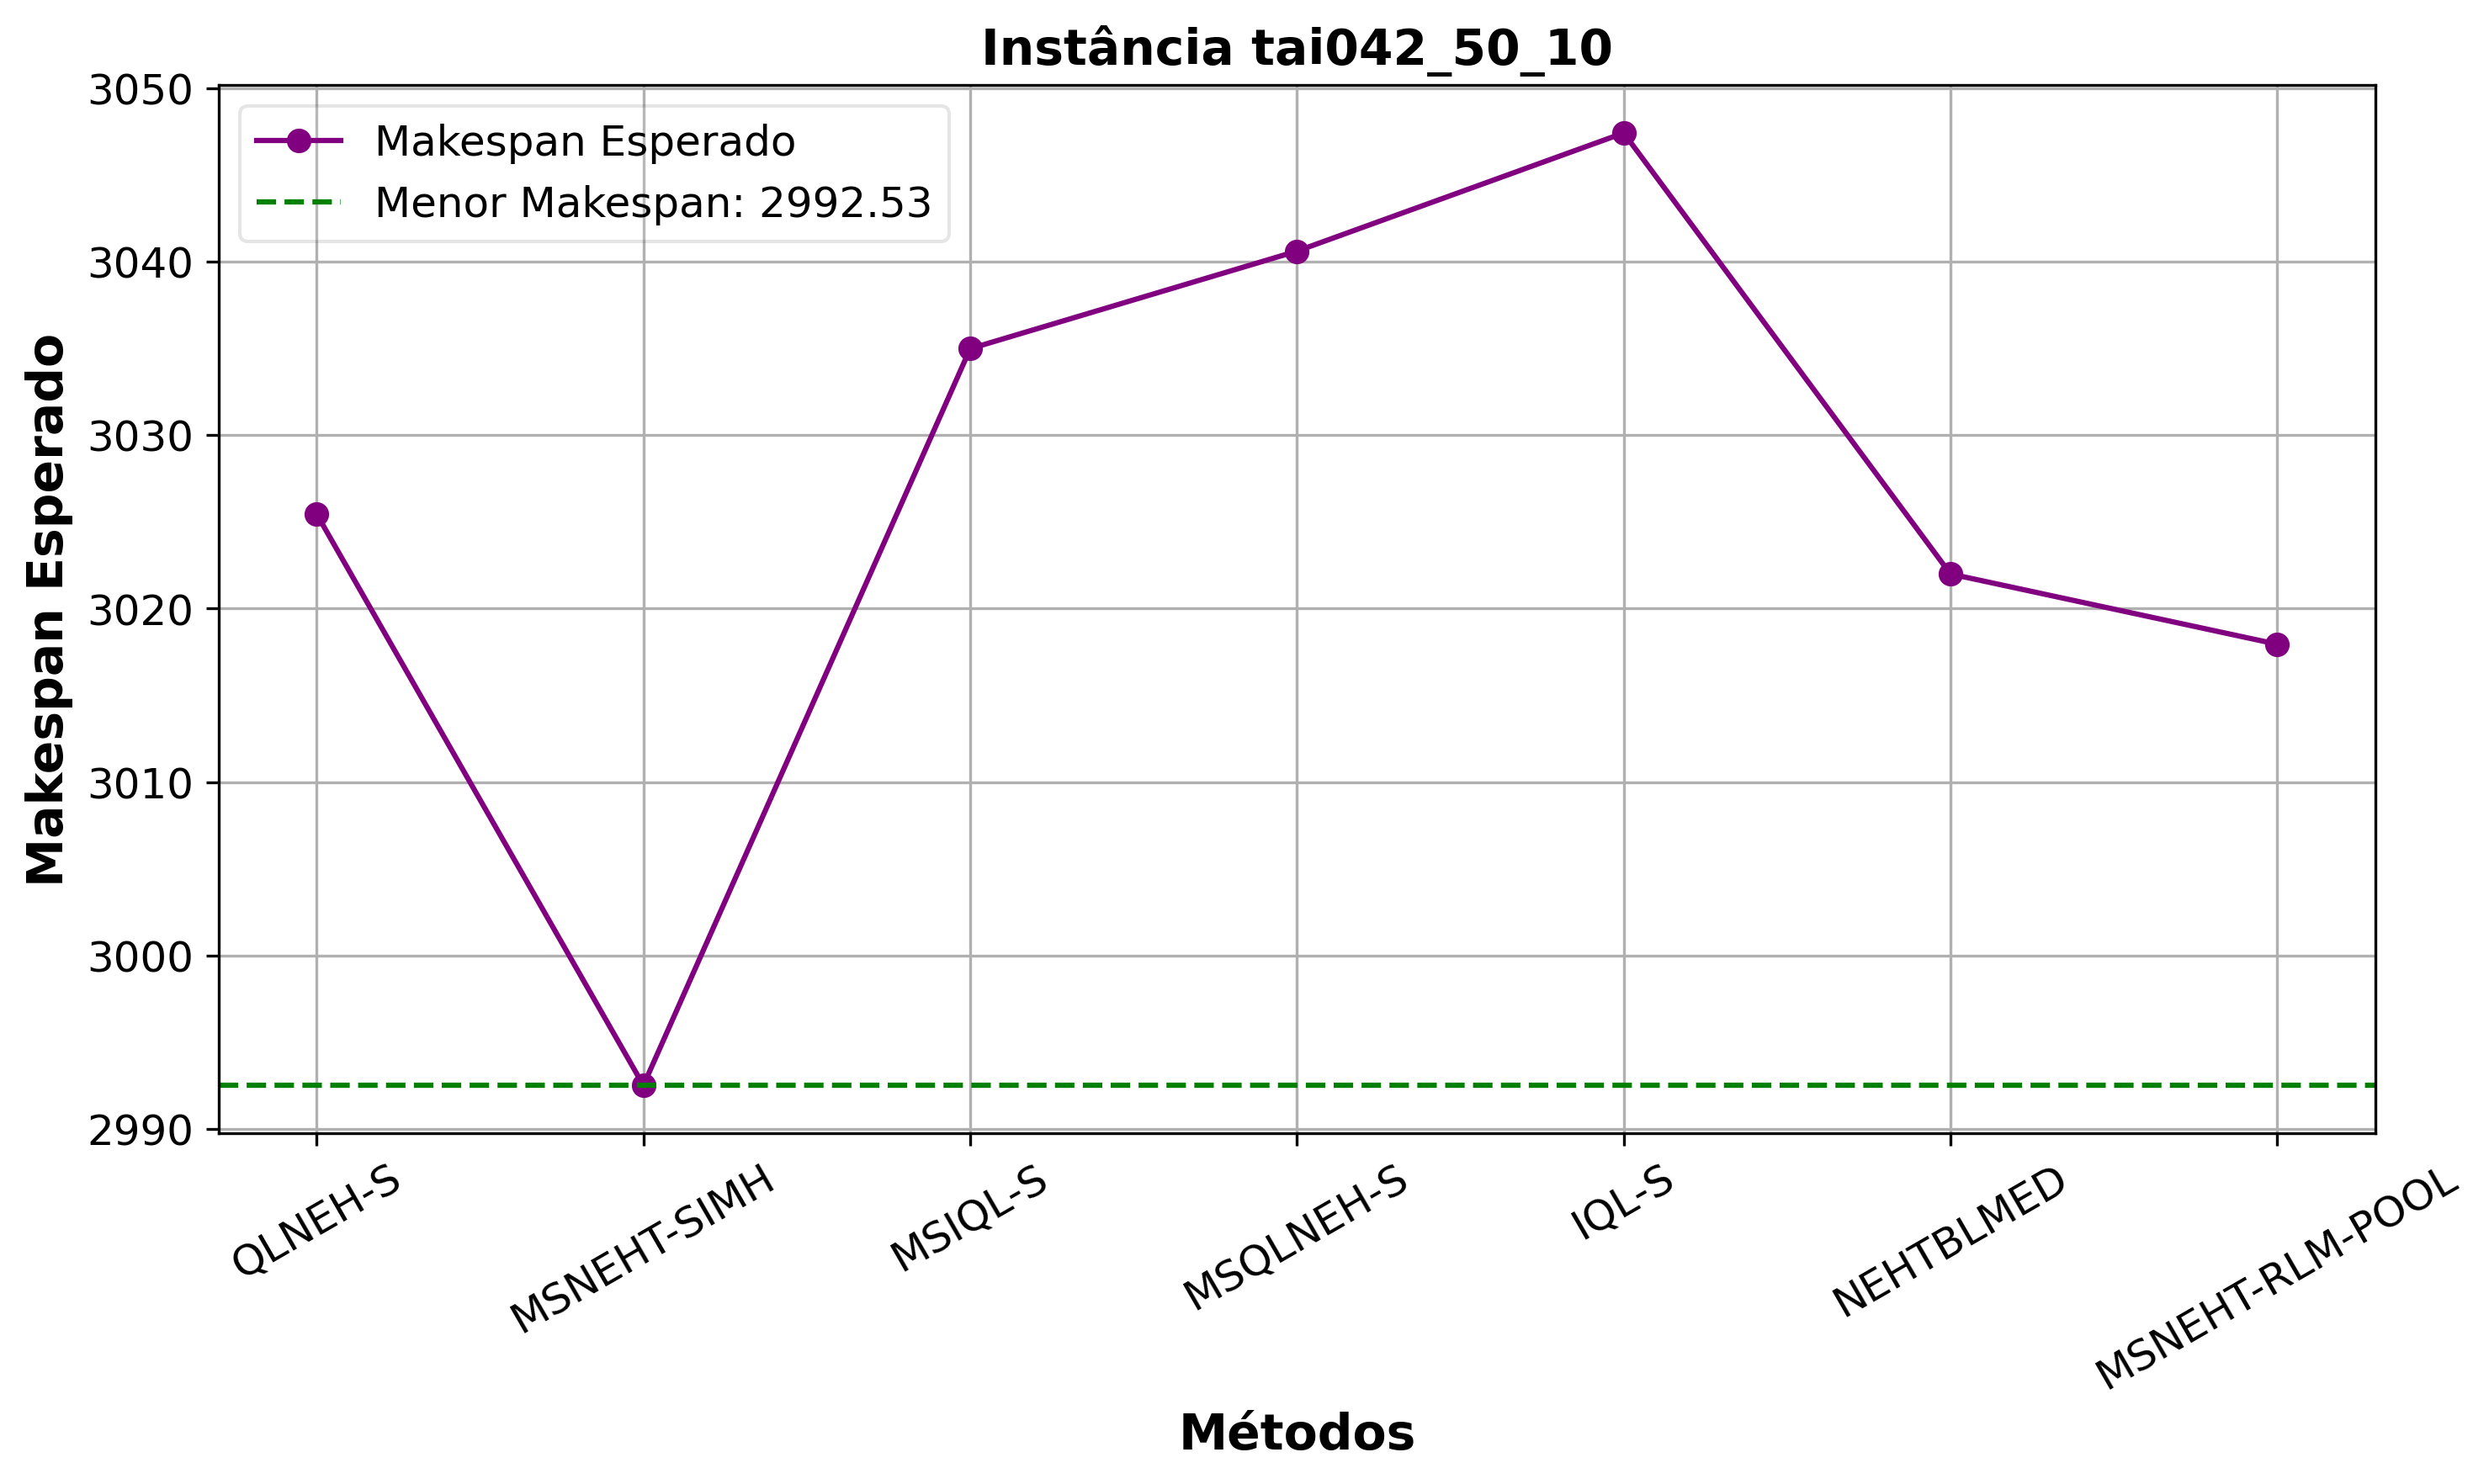 Instância tai042_50_10
Makespan Esperado
Menor Makespan: 2992.53
Makespan Esperado
3050
3040
3030
3020
3010
3000
2990
QLNEH-S
MSNEHT-SIMH
MSIQL-S
MSQLNEH-S
IQL-S
NEHTBLMED
MSNEHT-RLM-POOL
Métodos